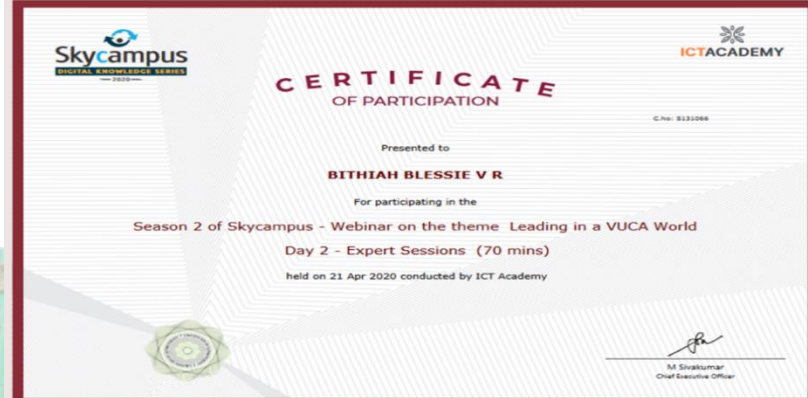 Skycampus
DIGITAL KNOWLEDGE SERIES
2020
ICTACADEMY
CERTIFICATE
OF PARTICIPATION
C.No: S131066
Presented to
BITHIAH BLESSIE V R
For participating in the
Season 2 of Skycampus - Webinar on the theme Leading in a VUCA World
Day 2 - Expert Sessions (70 mins)
held on 21 Apr 2020 conducted by ICT Academy
M Sivakumar
Chief Executive Officer